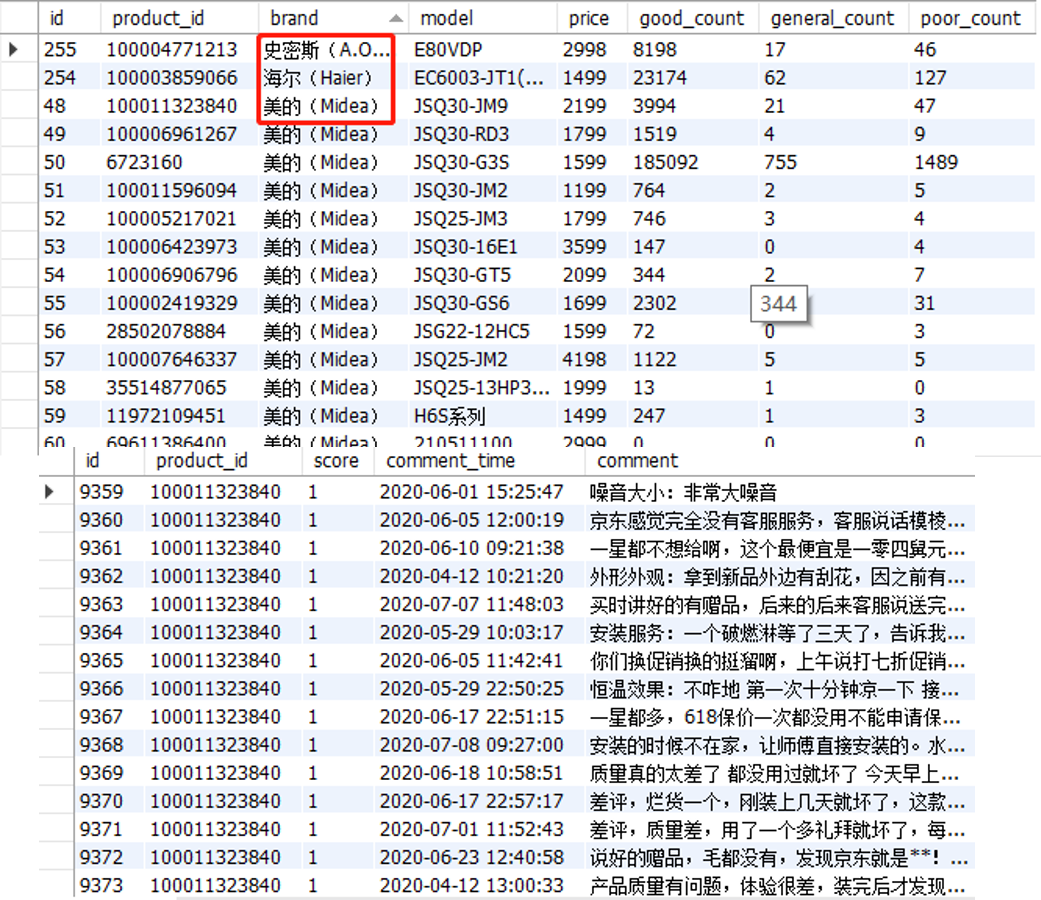 id product_id brand model price good_count general_count poor_count
255 100004771213 史密斯（A.O... E80VDP 2998 8198 17 46
254 100003859066 海尔（Haier） EC6003-JT1(... 1499 23174 62 127
48 100011323840 美的（Midea） JSQ30-JM9 2199 3994 21 47
49 100006961267 美的（Midea） JSQ30-RD3 1799 1519 4 9
50 6723160 美的（Midea） JSQ30-G3S 1599 185092 755 1489
51 100011596094 美的（Midea） JSQ30-JM2 1199 764 2 5
52 100005217021 美的（Midea） JSQ25-JM3 1799 746 3 4
53 100006423973 美的（Midea） JSQ30-16E1 3599 147 0 4
54 100006906796 美的（Midea） JSQ30-GT5 2099 344 2 7
55 100002419329 美的（Midea） JSQ30-GS6 1699 2302 344 31
56 28502078884 美的（Midea） JSG22-12HC5 1599 72 0 3
57 100007646337 美的（Midea） JSQ25-JM2 4198 1122 5 5
58 35514877065 美的（Midea） JSQ25-13HP3... 1999 13 1 0
59 11972109451 美的（Midea） H6S系列 1499 247 1 3
60 69611386400 美的（Midea） 210511100 2999 0 0 0
id product_id score comment_time comment
9359 100011323840 1 2020-06-01 15:25:47 噪音大小：非常大噪音
9360 100011323840 1 2020-06-05 12:00:19 京东感觉完全没有客服服务，客服说话模棱...
9361 100011323840 1 2020-06-10 09:21:38 一星都不想给啊，这个最便宜是一零四舅元...
9362 100011323840 1 2020-04-12 10:21:20 外形外观：拿到新品外边有刮花，因之前有...
9363 100011323840 1 2020-07-07 11:48:03 买时讲好的有赠品，后来的后来客服说送完...
9364 100011323840 1 2020-05-29 10:03:17 安装服务：一个破燃淋等了三天了，告诉我...
9365 100011323840 1 2020-06-05 11:42:41 你们换促销换的挺溜啊，上午说打七折促销...
9366 100011323840 1 2020-05-29 22:50:25 恒温效果：不咋地 第一次十分钟凉一下 接...
9367 100011323840 1 2020-06-17 22:51:15 一星都多，618保价一次都没用不能申请保...
9368 100011323840 1 2020-07-08 09:27:00 安装的时候不在家，让师傅直接安装的。水...
9369 100011323840 1 2020-06-18 10:58:51 质量真的太差了 都没用过就坏了 今天早上...
9370 100011323840 1 2020-06-17 22:57:17 差评，烂货一个，刚装上几天就坏了，这款...
9371 100011323840 1 2020-07-01 11:52:43 差评，质量差，用了一个多礼拜就坏了，每...
9372 100011323840 1 2020-06-23 12:40:58 说好的赠品，毛都没有，发现京东就是**！...
9373 100011323840 1 2020-04-12 13:00:33 产品质量有问题，体验很差，装完后才发现...